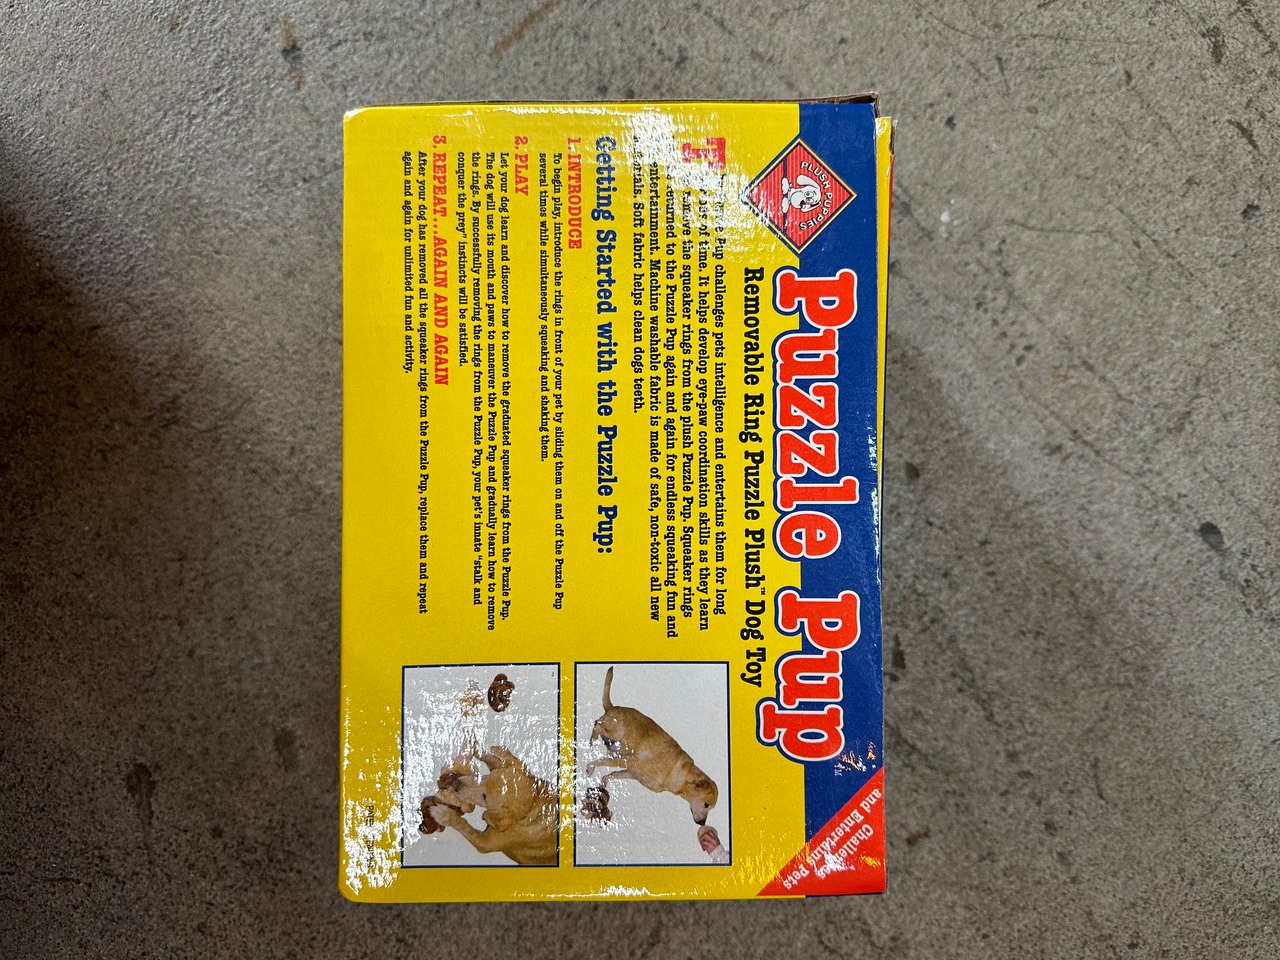 PLUSH PUPPIES
Puzzle Pup™
Removable Ring Puzzle Plush™ Dog Toy
Pup challenges pets intelligence and entertains them for long
of time. It helps develop eye-paw coordination skills as they learn
the squeaker rings from the plush Puzzle Pup. Squeaker rings
returned to the Puzzle Pup again and again for endless squeaking fun and
entertainment. Machine washable fabric is made of safe, non-toxic all new
Soft fabric helps clean dogs teeth.
Getting Started with the Puzzle Pup:
1. INTRODUCE
To begin play, introduce the rings in front of your pet by sliding them on and off the Puzzle Pup
several times while simultaneously squeaking and shaking them.
2. PLAY
Let your dog learn and discover how to remove the graduated squeaker rings from the Puzzle Pup.
The dog will use its mouth and paws to maneuver the Puzzle Pup and gradually learn how to remove
the rings. By successfully removing the rings from the Puzzle Pup, your pet's innate "stalk and
conquer the prey" instincts will be satisfied.
3. REPEAT...AGAIN AND AGAIN
After your dog has removed all the squeaker rings from the Puzzle Pup, replace them and repeat
again and again for unlimited fun and activity.
Challenges
and Entertains Pets